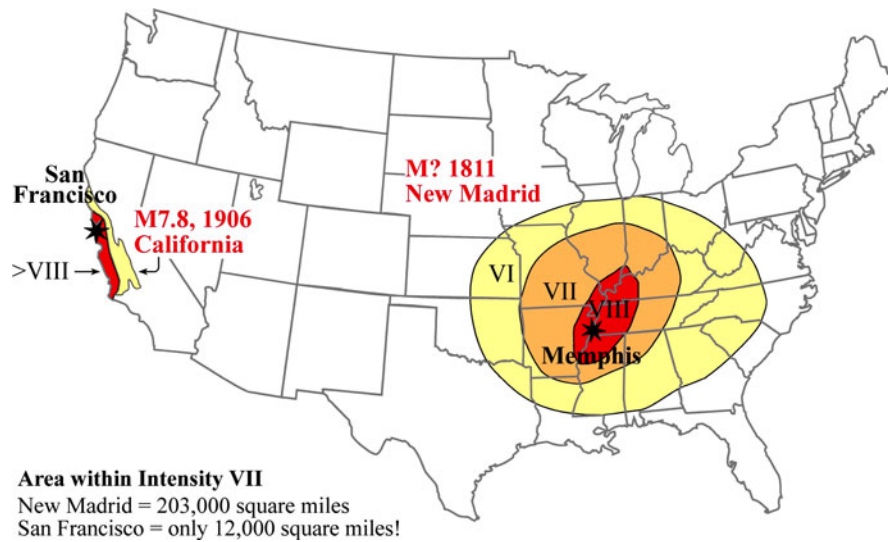 San
Francisco
M7.8, 1906
California
>VIII
M? 1811
New Madrid
VI
VII
VIII
Memphis
Area within Intensity VII
New Madrid = 203,000 square miles
San Francisco = only 12,000 square miles!